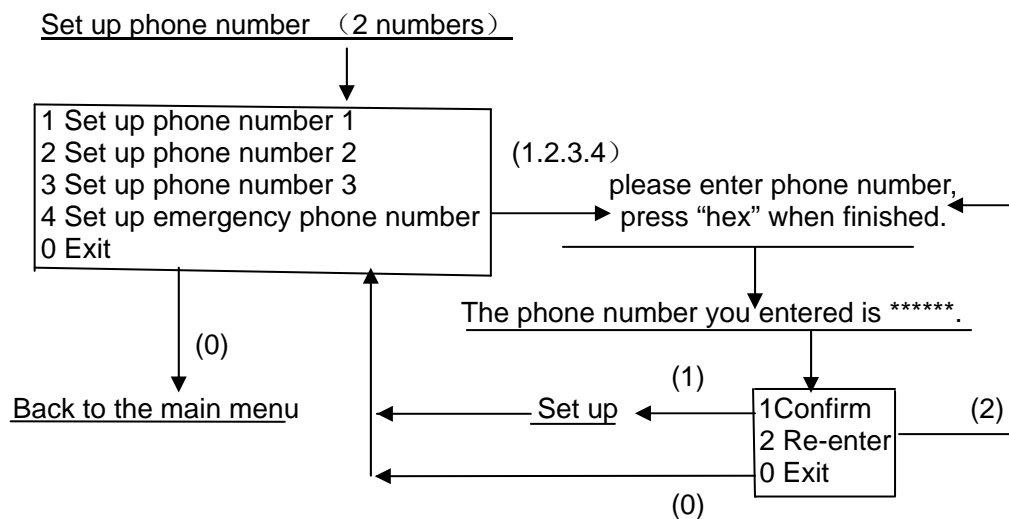 Set up phone number （2 numbers）
1 Set up phone number 1
2 Set up phone number 2
3 Set up phone number 3
4 Set up emergency phone number
0 Exit
(1.2.3.4）
please enter phone number,
press “hex” when finished.
The phone number you entered is ******.
(0)
Back to the main menu
(1)
Set up
1Confirm
2 Re-enter
0 Exit
(2)
(0)